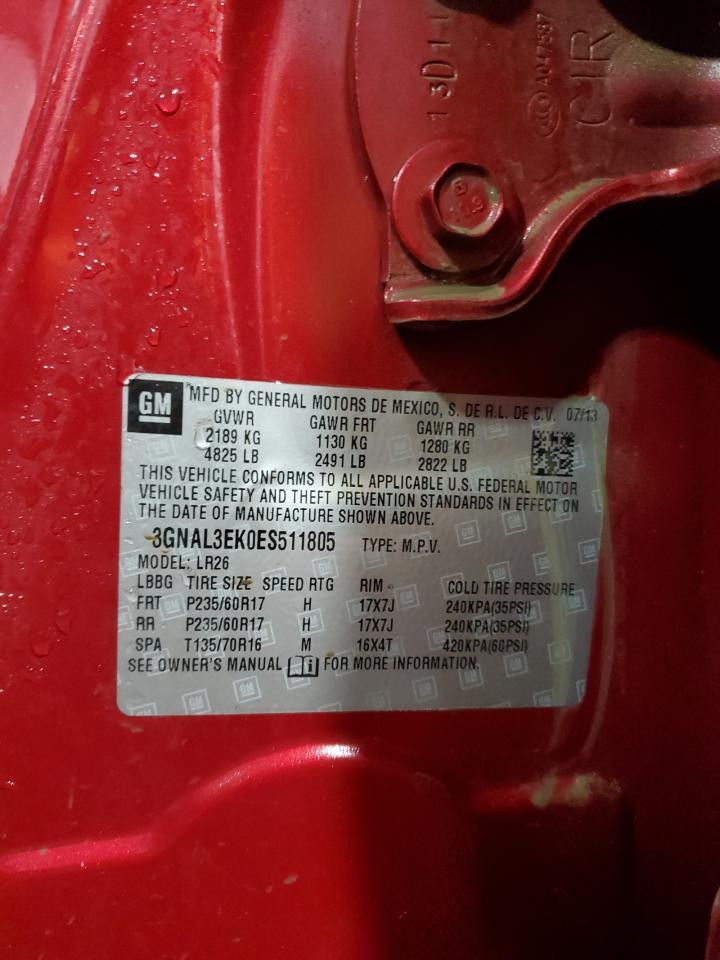 13D11
A047587
CIR
GM
MFD BY GENERAL MOTORS DE MEXICO, S. DE R.L. DE C.V. 07/13
GVWR GAWR FRT GAWR RR
2189 KG 1130 KG 1280 KG
4825 LB 2491 LB 2822 LB
THIS VEHICLE CONFORMS TO ALL APPLICABLE U.S. FEDERAL MOTOR
VEHICLE SAFETY AND THEFT PREVENTION STANDARDS IN EFFECT ON
THE DATE OF MANUFACTURE SHOWN ABOVE.
3GNAL3EK0ES511805 TYPE: M.P.V.
MODEL: LR26
LBBG TIRE SIZE SPEED RTG RIM COLD TIRE PRESSURE
FRT P235/60R17 H 17X7J 240KPA(35PSI)
RR P235/60R17 H 17X7J 240KPA(35PSI)
SPA T135/70R16 M 16X4T 420KPA(60PSI)
SEE OWNER'S MANUAL FOR MORE INFORMATION.